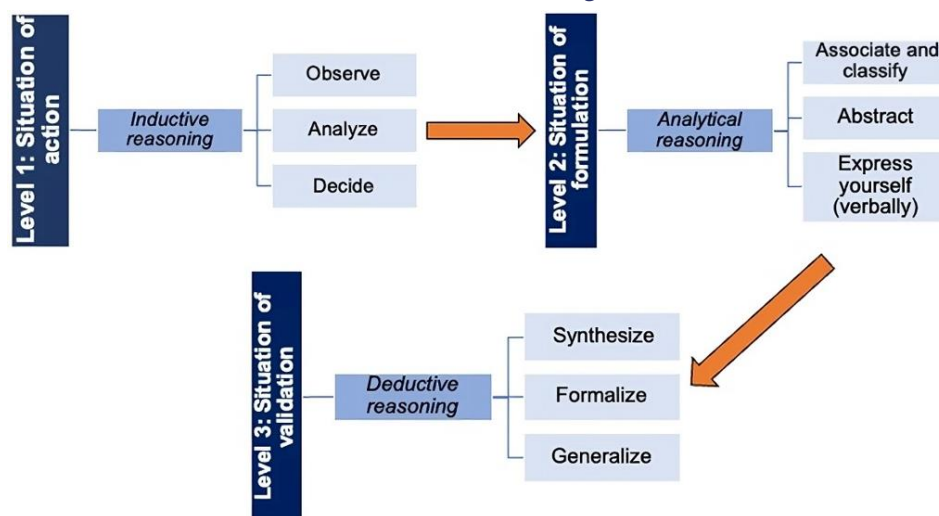 Level 1: Situation of
action
Inductive
reasoning
Observe
Analyze
Decide
Level 2: Situation of
formulation
Analytical
reasoning
Associate and
classify
Abstract
Express
yourself
(verbally)
Level 3: Situation of
validation
Deductive
reasoning
Synthesize
Formalize
Generalize